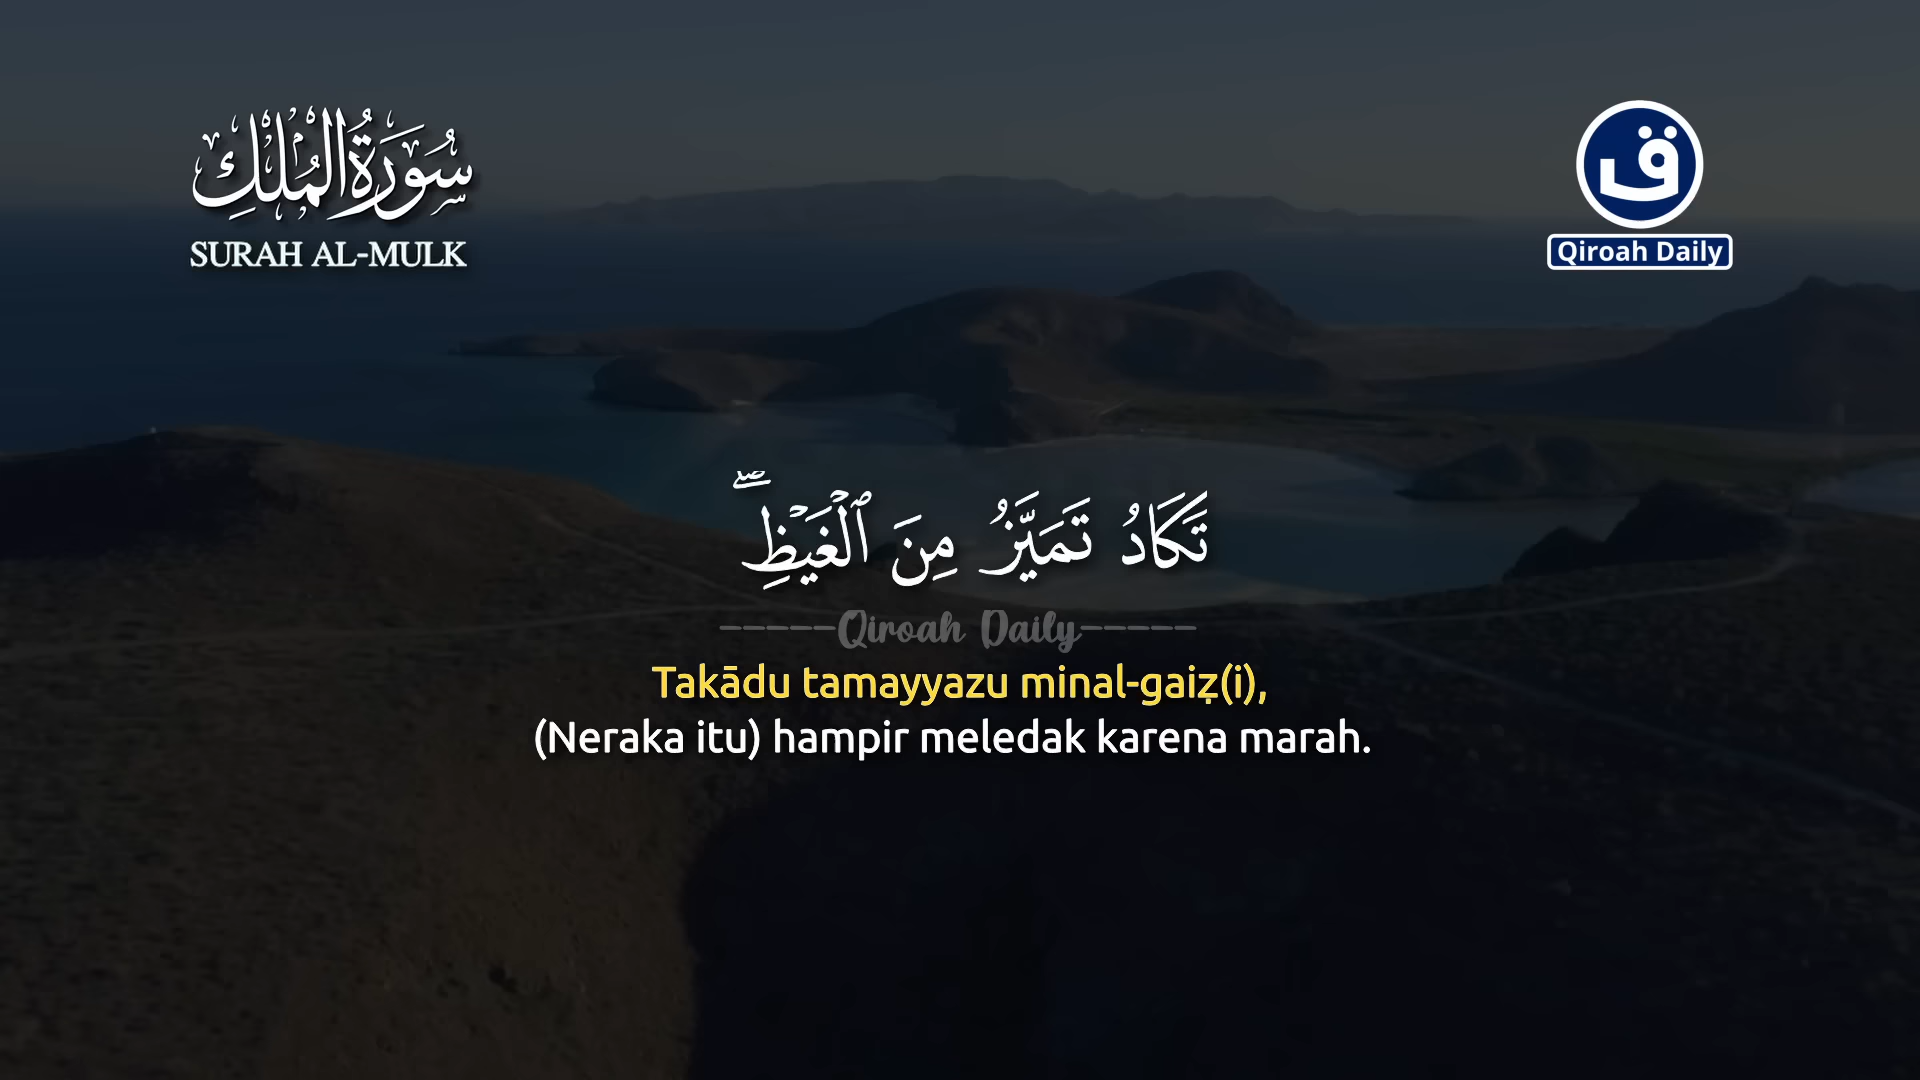 سُورَةُ الْمُلْكِ
SURAH AL-MULK
ق
Qiroah Daily
تَكَادُ تَمَيَّزُ مِنَ ٱلْغَيْظِۖ
-----Qiroah Daily-----
Takādu tamayyazu minal-gaiẓ(i),
(Neraka itu) hampir meledak karena marah.